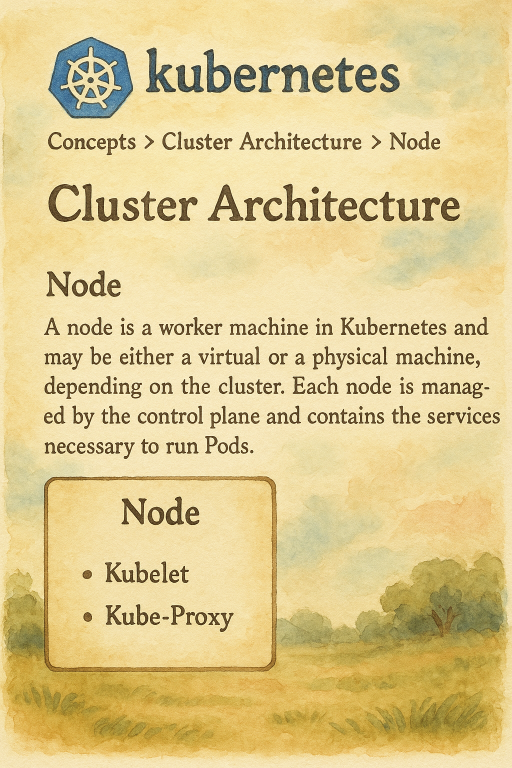 kubernetes
Concepts > Cluster Architecture > Node
Cluster Architecture
Node
A node is a worker machine in Kubernetes and
may be either a virtual or a physical machine,
depending on the cluster. Each node is manag-
ed by the control plane and contains the services
necessary to run Pods.
Node
• Kubelet
• Kube-Proxy